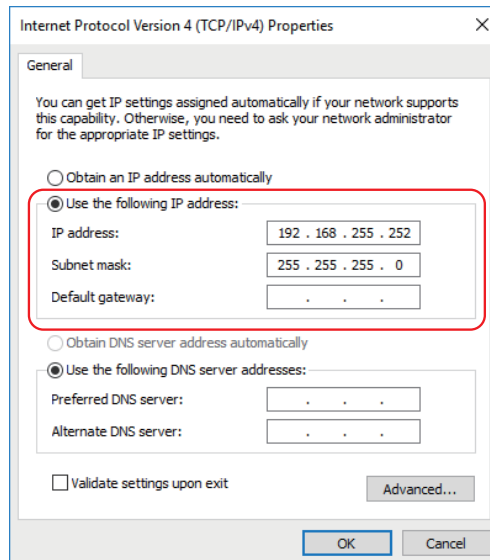 Internet Protocol Version 4 (TCP/IPv4) Properties
General
You can get IP settings assigned automatically if your network supports
this capability. Otherwise, you need to ask your network administrator
for the appropriate IP settings.
Obtain an IP address automatically
Use the following IP address:
IP address: 192 . 168 . 255 . 252
Subnet mask: 255 . 255 . 255 . 0
Default gateway: . . .
Obtain DNS server address automatically
Use the following DNS server addresses:
Preferred DNS server: . . .
Alternate DNS server: . . .
Validate settings upon exit
Advanced...
OK Cancel